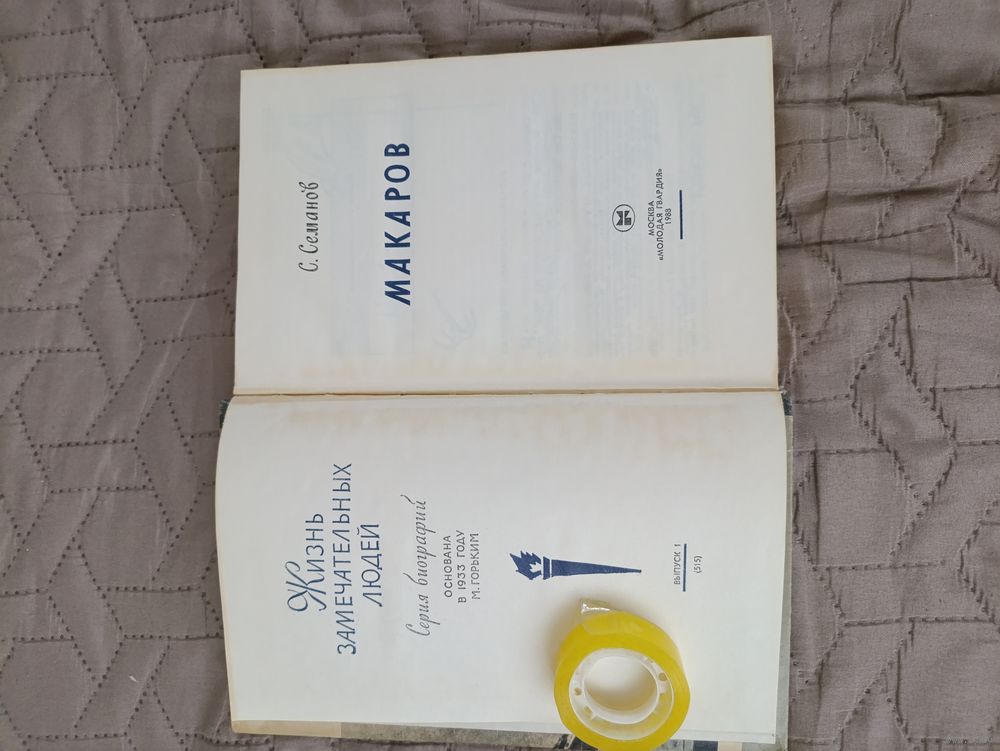 Жизнь
ЗАМЕЧАТЕЛЬНЫХ
ЛЮДЕЙ
Серия биографий
ОСНОВАНА
В 1933 ГОДУ
М. ГОРЬКИМ
ВЫПУСК 1
(515)
С. Семанов
МАКАРОВ
МОСКВА
«МОЛОДАЯ ГВАРДИЯ»
1988